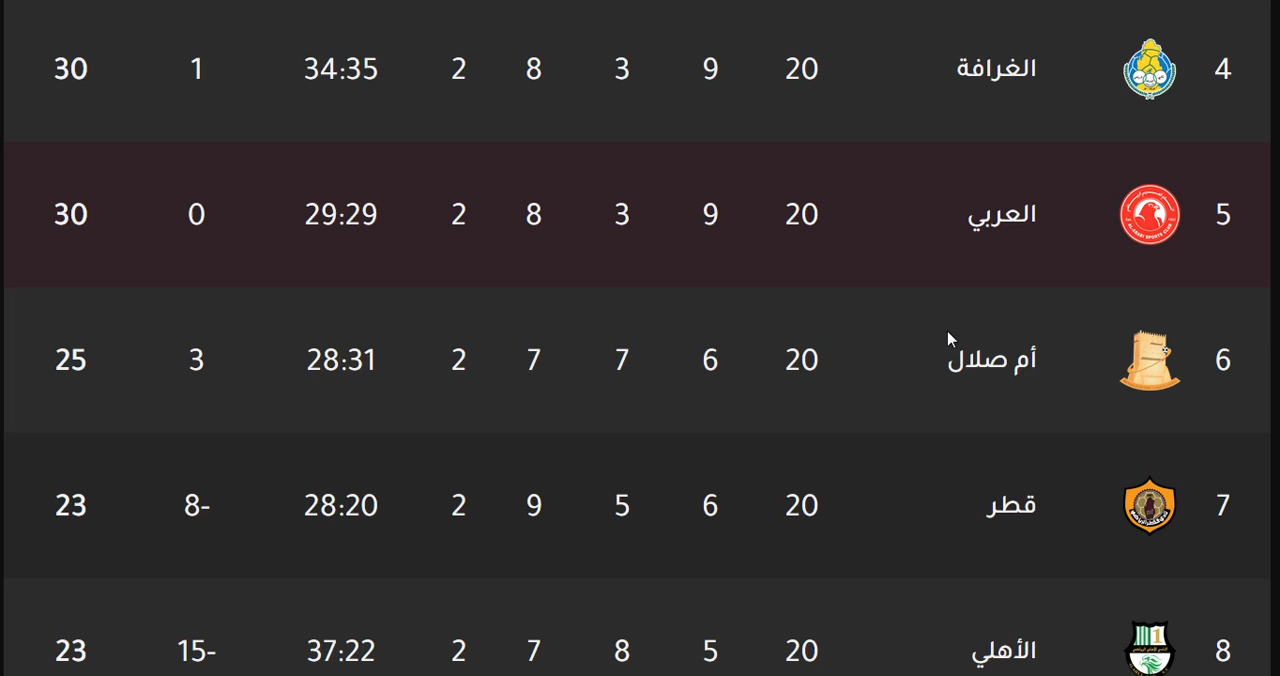 4 الغرافة 20 9 3 8 2 34:35 1 30
5 العربي 20 9 3 8 2 29:29 0 30
6 أم صلال 20 6 7 7 2 28:31 3 25
7 قطر 20 6 5 9 2 28:20 8- 23
8 الأهلي 20 5 8 7 2 37:22 15- 23